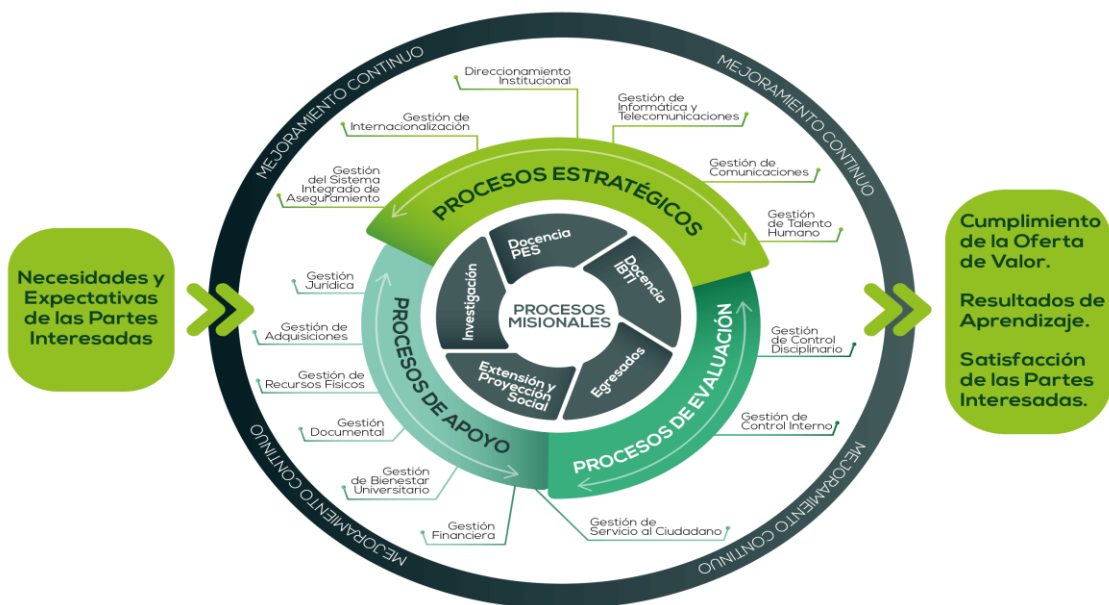 MEJORAMIENTO CONTINUO
MEJORAMIENTO CONTINUO
Direccionamiento
Institucional
Gestión de
Informática y
Telecomunicaciones
Gestión de
Internacionalización
Gestión de
Comunicaciones
Gestión
del Sistema
Integrado de
Aseguramiento
Gestión
de Talento
Humano
PROCESOS ESTRATÉGICOS
Necesidades y
Expectativas
de las Partes
Interesadas
Docencia
PES
Docencia
IBTI
Investigación
PROCESOS
MISIONALES
Extensión y
Proyección
Social
Egresados
PROCESOS DE APOYO
PROCESOS DE EVALUACIÓN
Gestión
Jurídica
Gestión de
Adquisiciones
Gestión de
Recursos Físicos
Gestión
Documental
Gestión
de Bienestar
Universitario
Gestión
Financiera
Gestión de
Servicio al Ciudadano
Gestión
de Control
Disciplinario
Gestión de
Control Interno
Cumplimiento
de la Oferta
de Valor.
Resultados de
Aprendizaje.
Satisfacción
de las Partes
Interesadas.
MEJORAMIENTO CONTINUO
MEJORAMIENTO CONTINUO